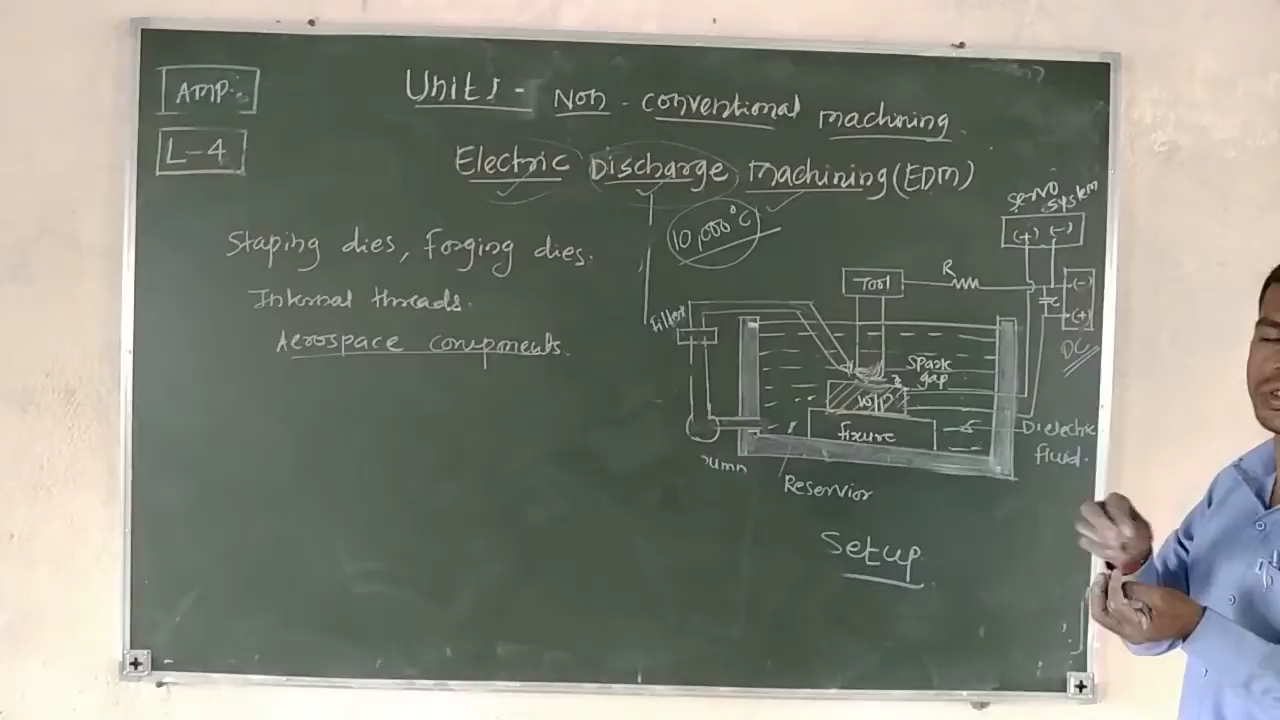 AMP
L-4
Unit 1 - Non-conventional machining.
Electric Discharge Machining (EDM)
10,000°C
Staping dies, Forging dies.
Internal threads.
Aerospace components.
Servo system
(+) (-)
Tool
R
C
(-)
(+)
DC
Filter
Spark gap
W/P
fixure
Dielectric fluid.
Reservior
Setup